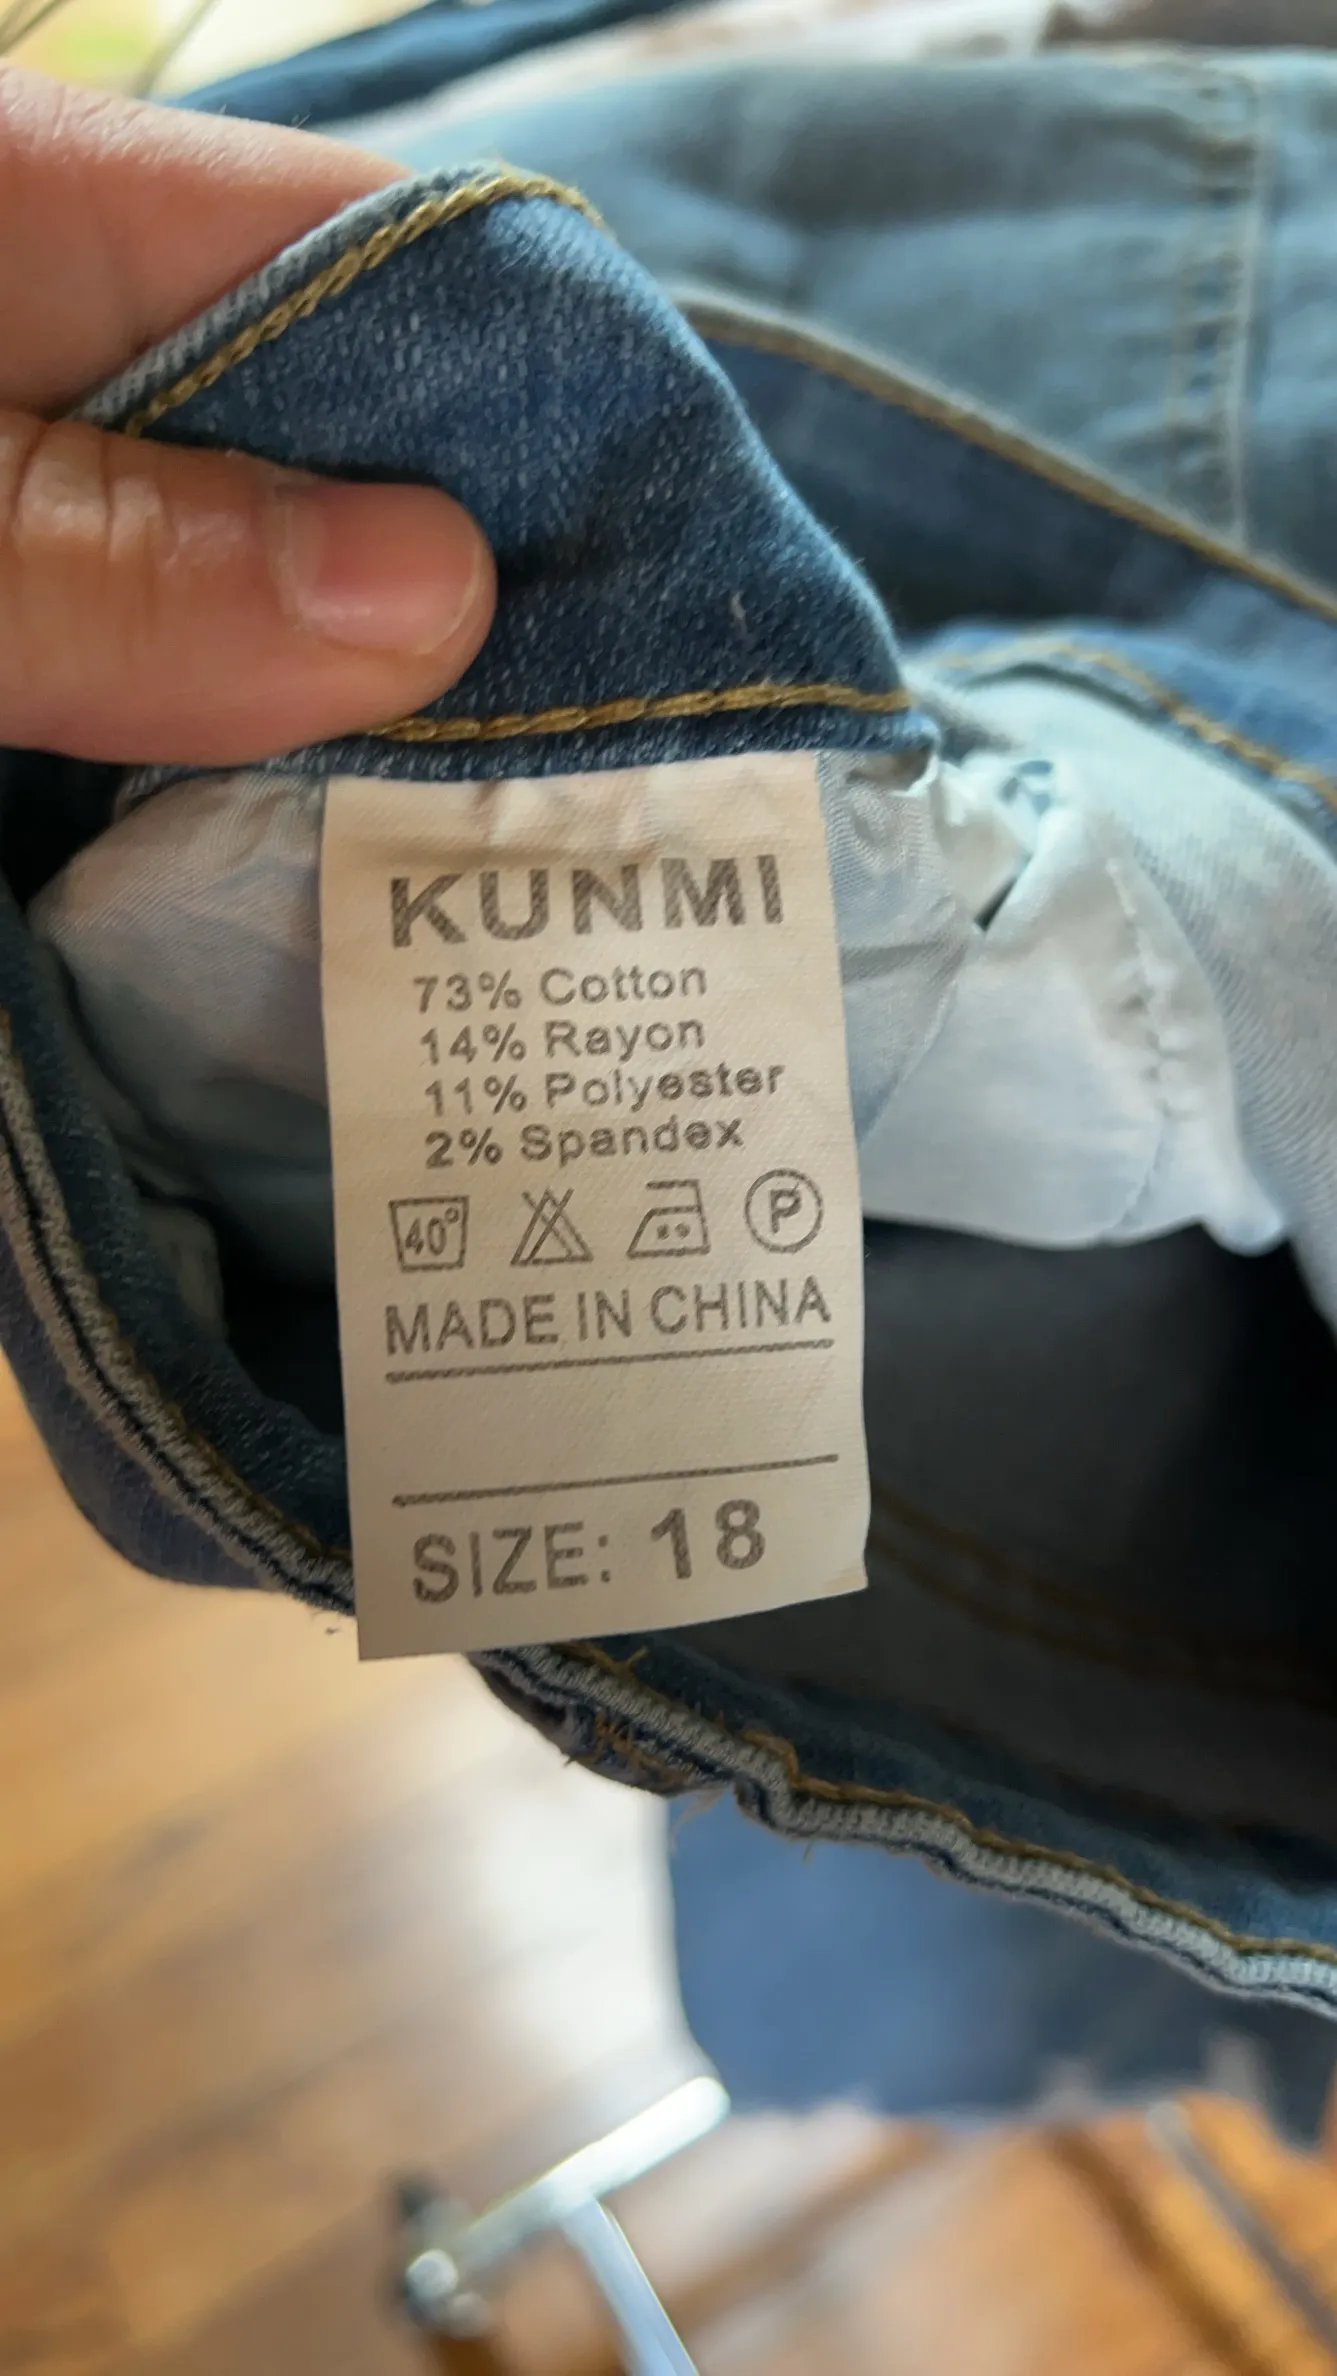 KUNMI
73% Cotton
14% Rayon
11% Polyester
2% Spandex
40° P
MADE IN CHINA
SIZE: 18